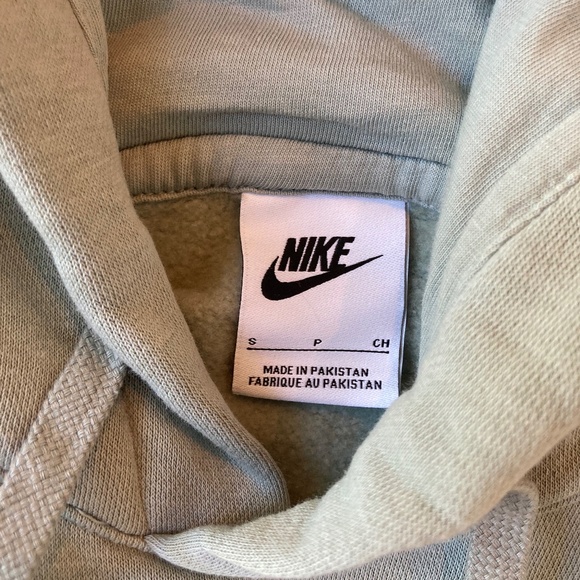 NIKE
S P CH
MADE IN PAKISTAN
FABRIQUE AU PAKISTAN